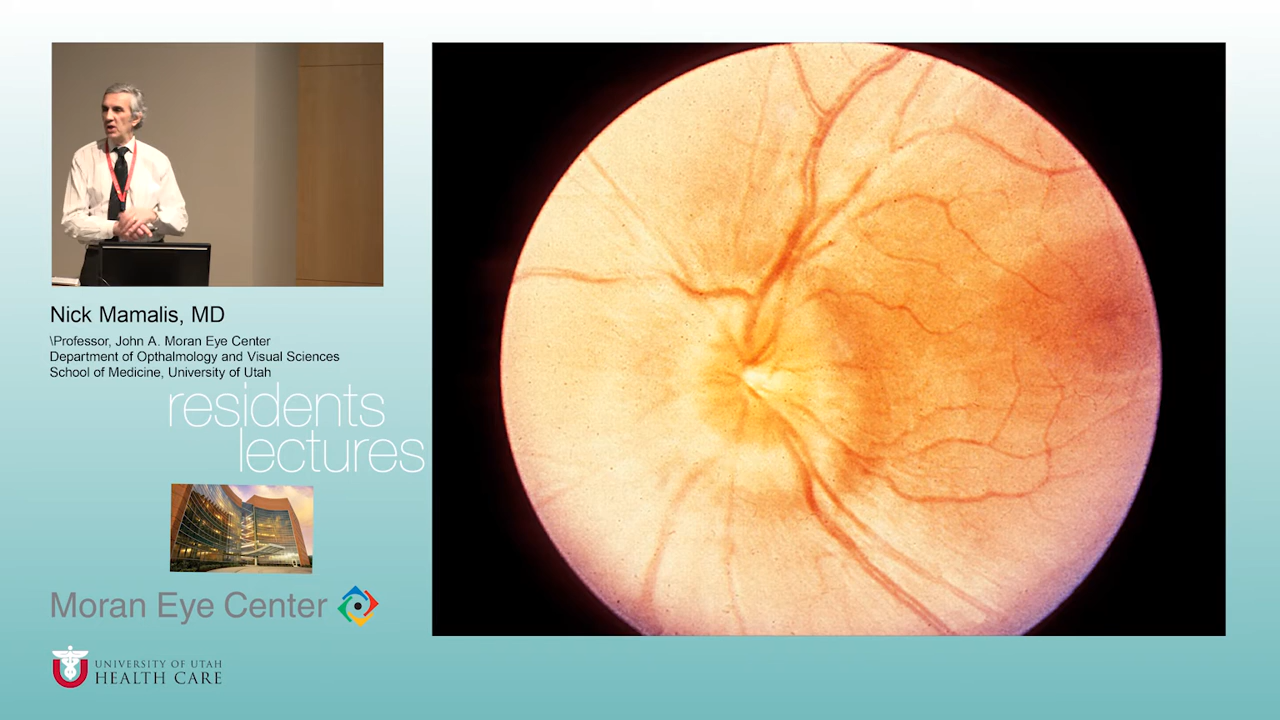 Nick Mamalis, MD
\Professor, John A. Moran Eye Center
Department of Opthalmology and Visual Sciences
School of Medicine, University of Utah
residents
lectures
Moran Eye Center
UNIVERSITY OF UTAH
HEALTH CARE